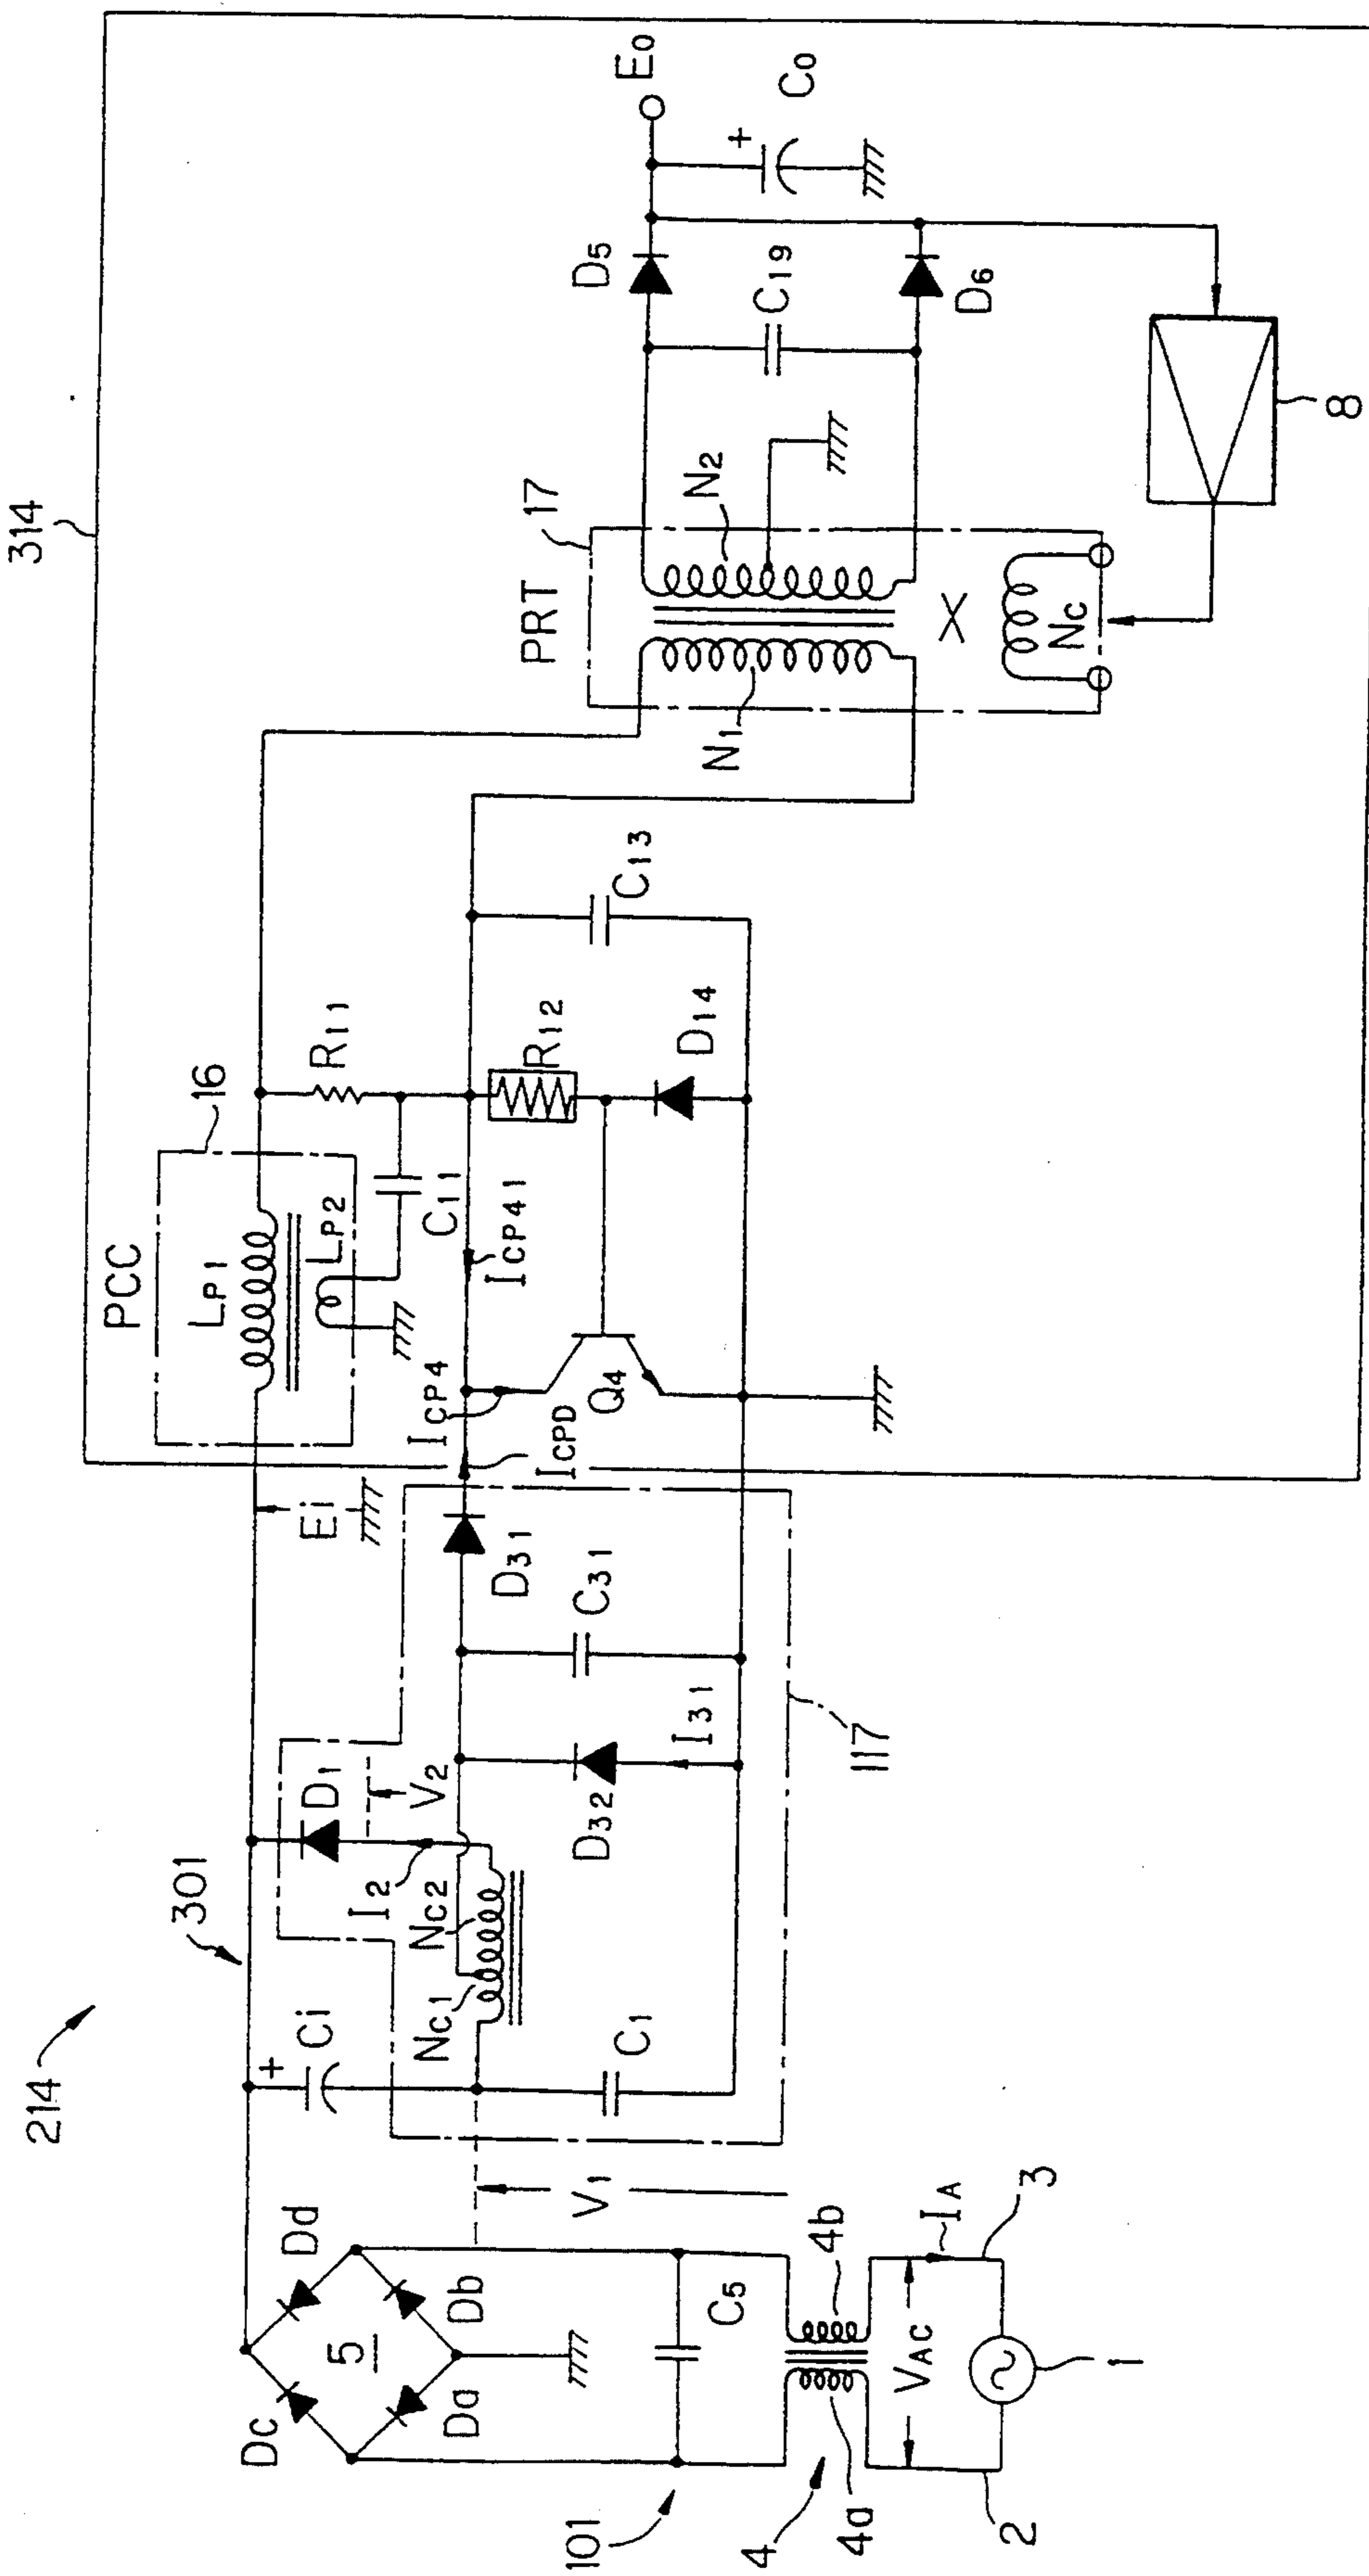 214
301
314
PCC
16
LP1
LP2
R11
C11
ICP41
ICP4
ICPD
Q4
R12
D14
C13
Ei
PRT
17
N1
N2
NC
D5
C19
D6
E0
+
C0
8
D1
V2
I2
NC1
NC2
D31
C31
D32
I31
117
+
Ci
C1
V1
Dd
Dc
5
Db
Da
C5
101
4
4a
4b
VAC
IA
3
2
1